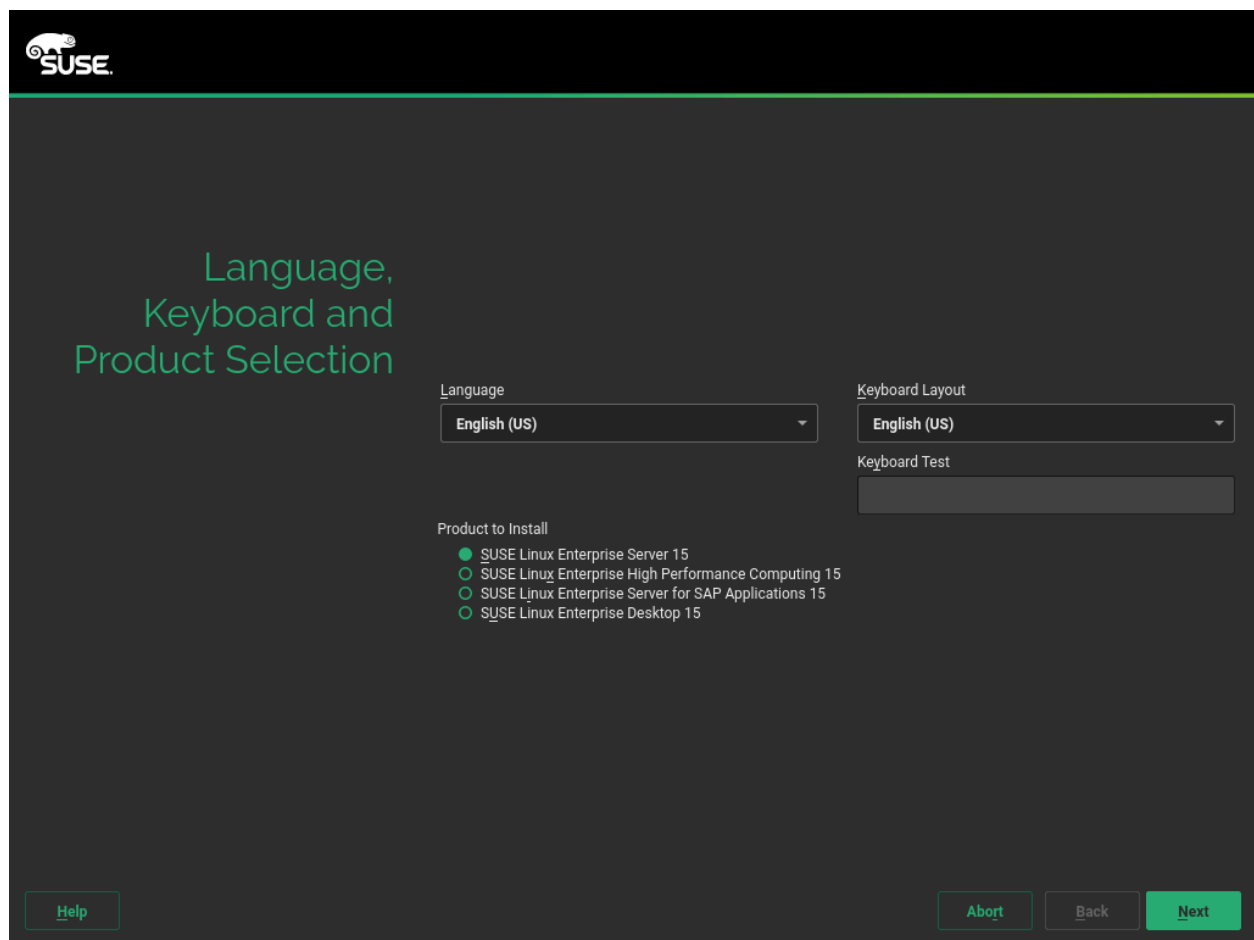 SUSE.
Language,
Keyboard and
Product Selection
Language
Keyboard Layout
English (US)
English (US)
Keyboard Test
Product to Install
SUSE Linux Enterprise Server 15
SUSE Linux Enterprise High Performance Computing 15
SUSE Linux Enterprise Server for SAP Applications 15
SUSE Linux Enterprise Desktop 15
Help
Abort
Back
Next